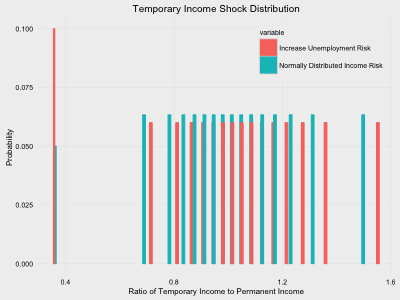 Temporary Income Shock Distribution
variable
Increase Unemployment Risk
Normally Distributed Income Risk
Probability
0.100
0.075
0.050
0.025
0.000
0.4
0.8
1.2
1.6
Ratio of Temporary Income to Permanent Income